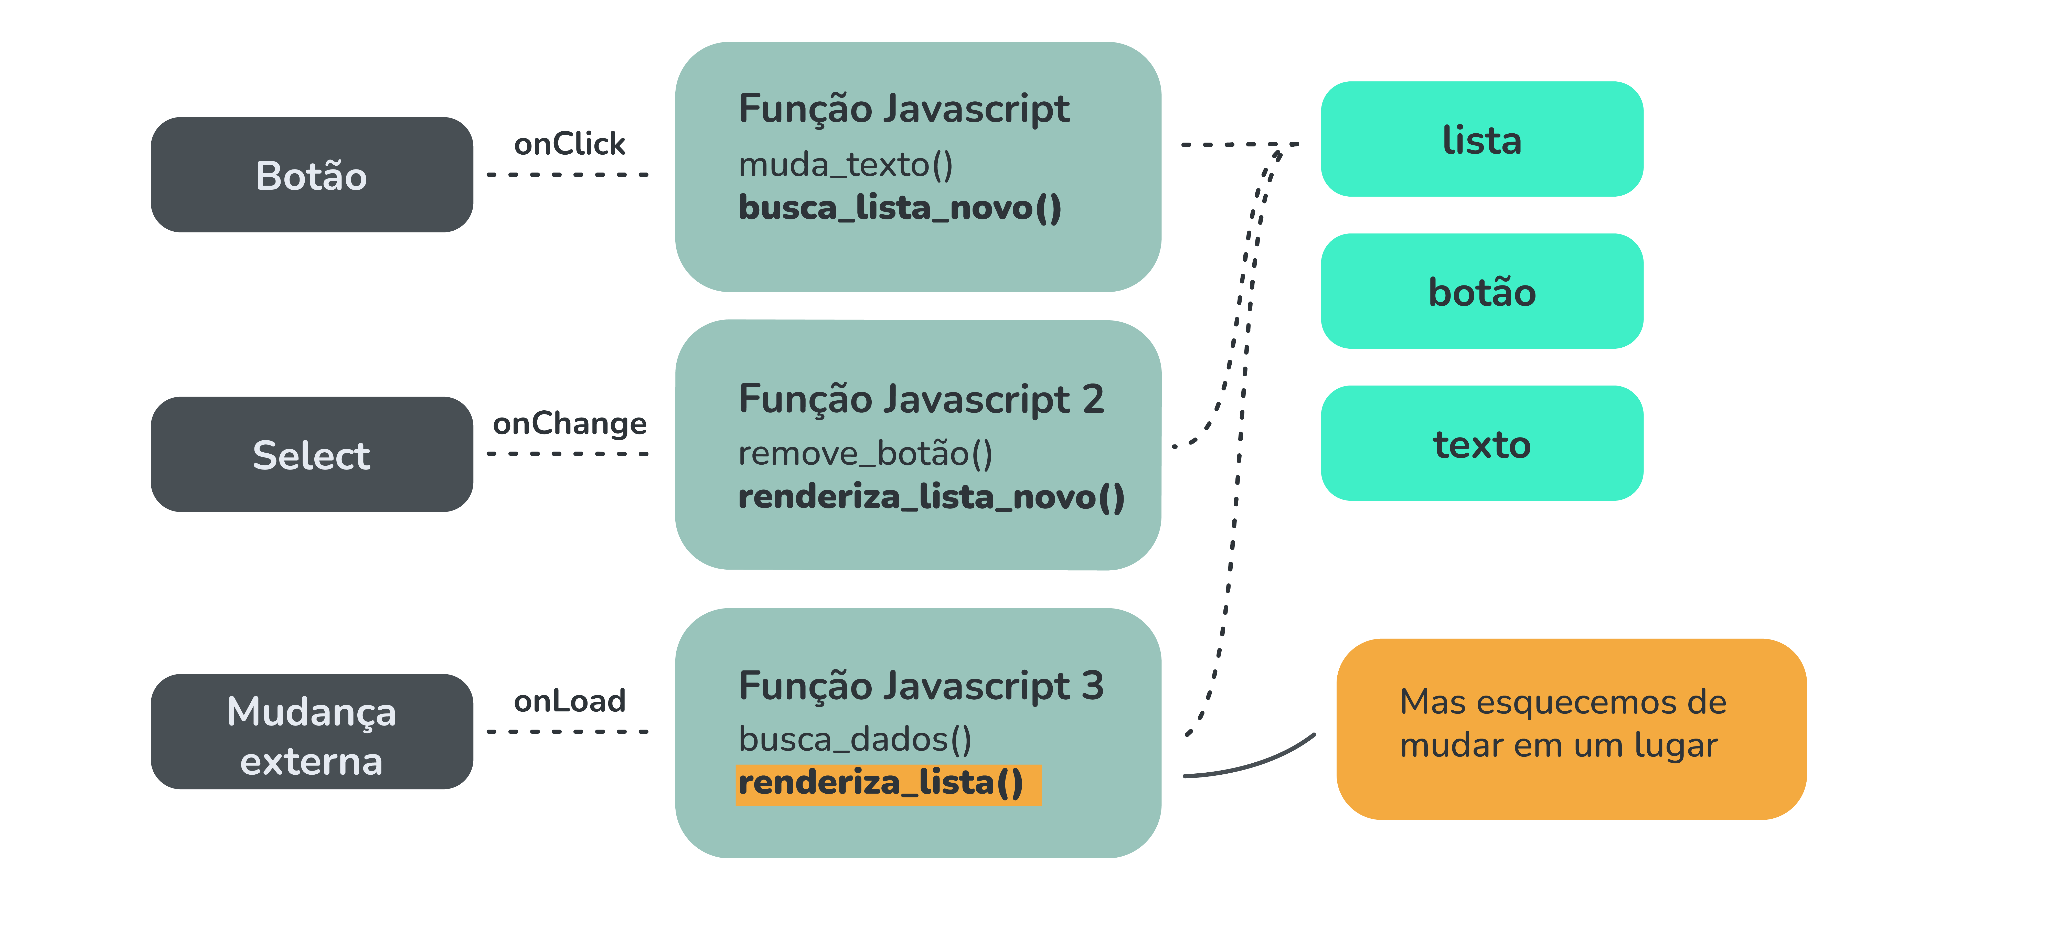 Botão
onClick
Função Javascript
muda_texto()
busca_lista_novo()
lista
botão
texto
Select
onChange
Função Javascript 2
remove_botão()
renderiza_lista_novo()
Mudança
externa
onLoad
Função Javascript 3
busca_dados()
renderiza_lista()
Mas esquecemos de
mudar em um lugar